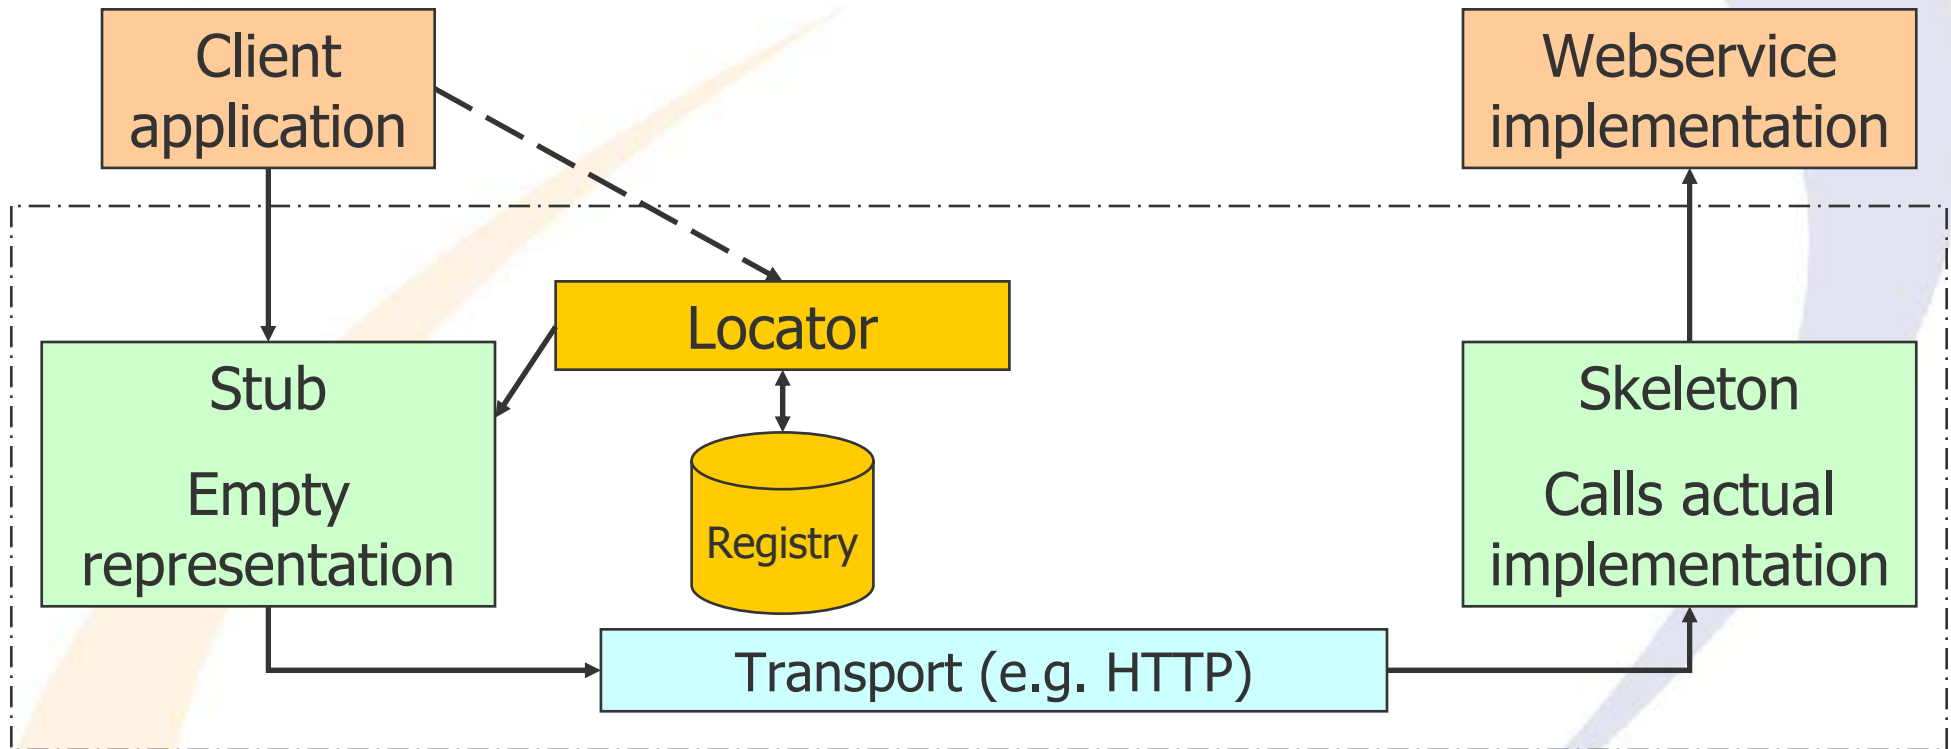 Client
application
Webservice
implementation
Locator
Stub
Empty
representation
Registry
Skeleton
Calls actual
implementation
Transport (e.g. HTTP)